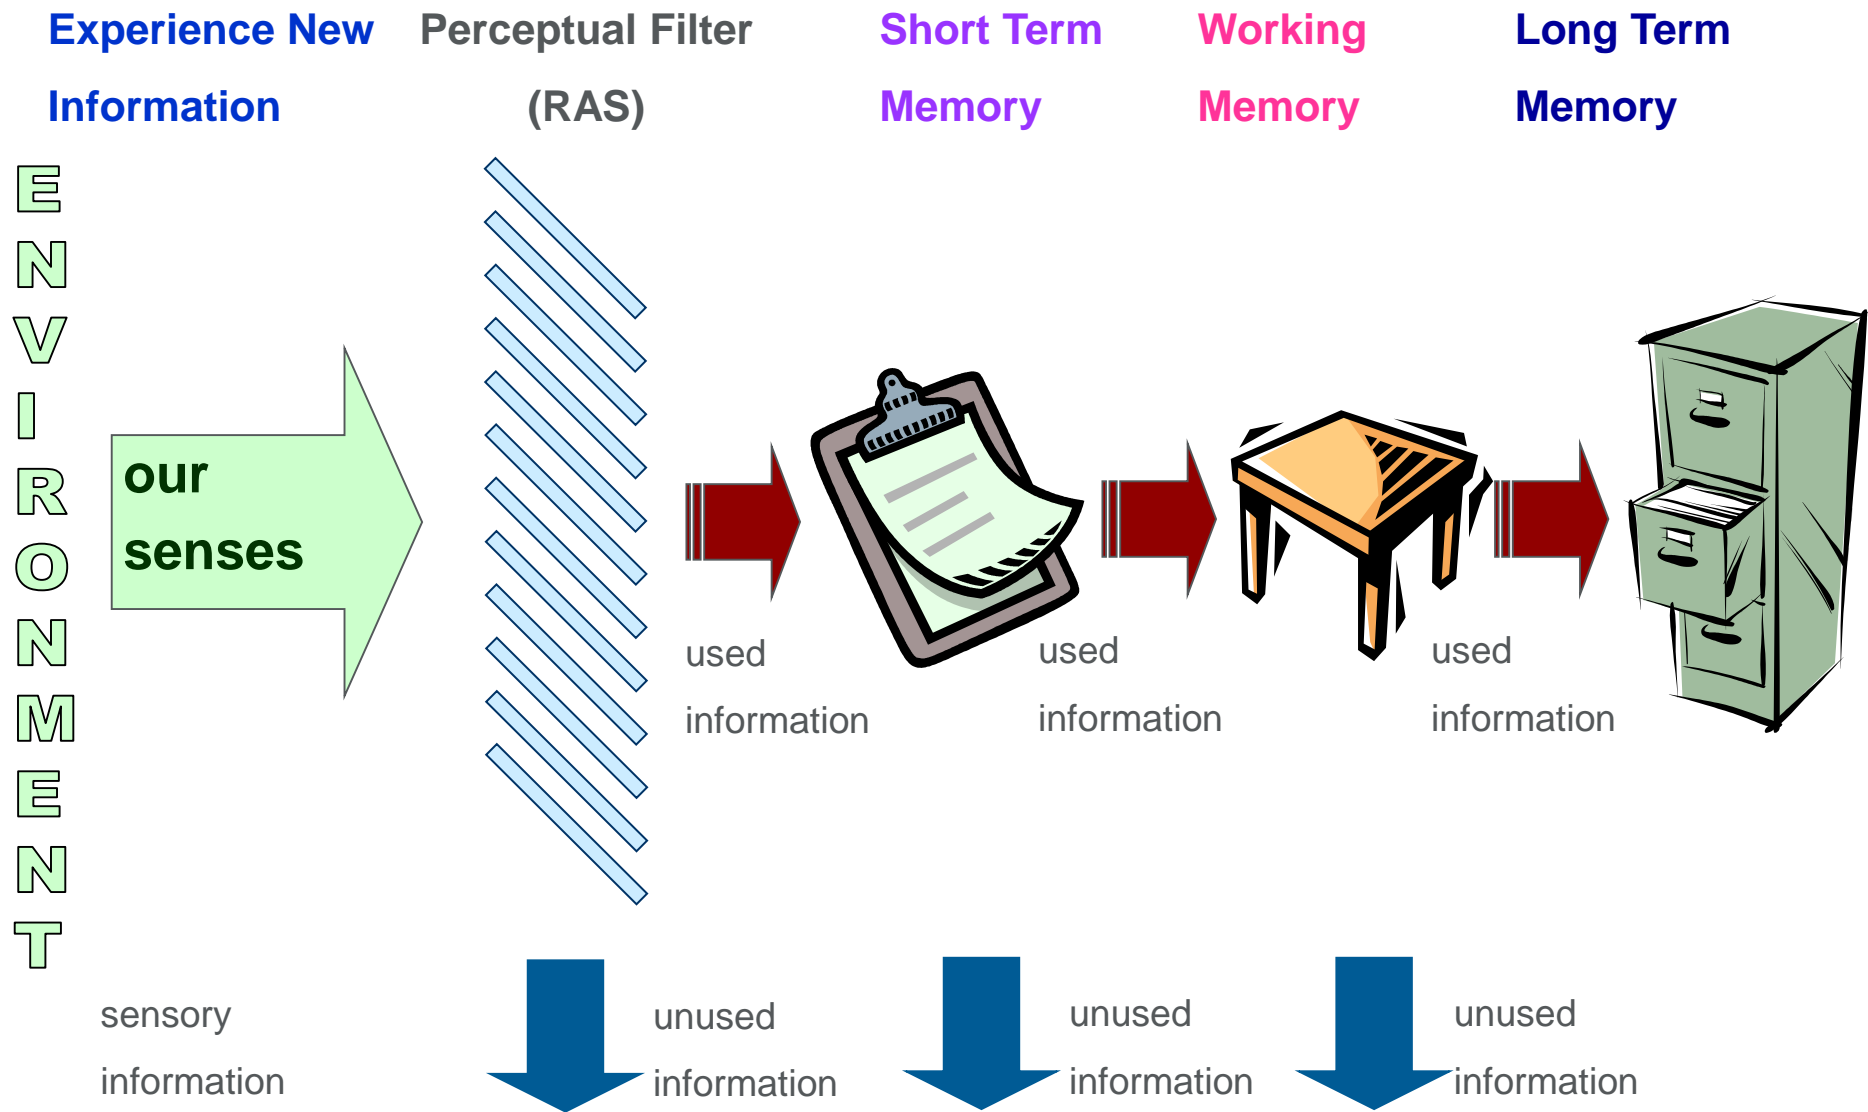 Experience New
Information
Perceptual Filter
(RAS)
Short Term
Memory
Working
Memory
Long Term
Memory
ENVIRONMENT
our
senses
used
information
used
information
used
information
sensory
information
unused
information
unused
information
unused
information